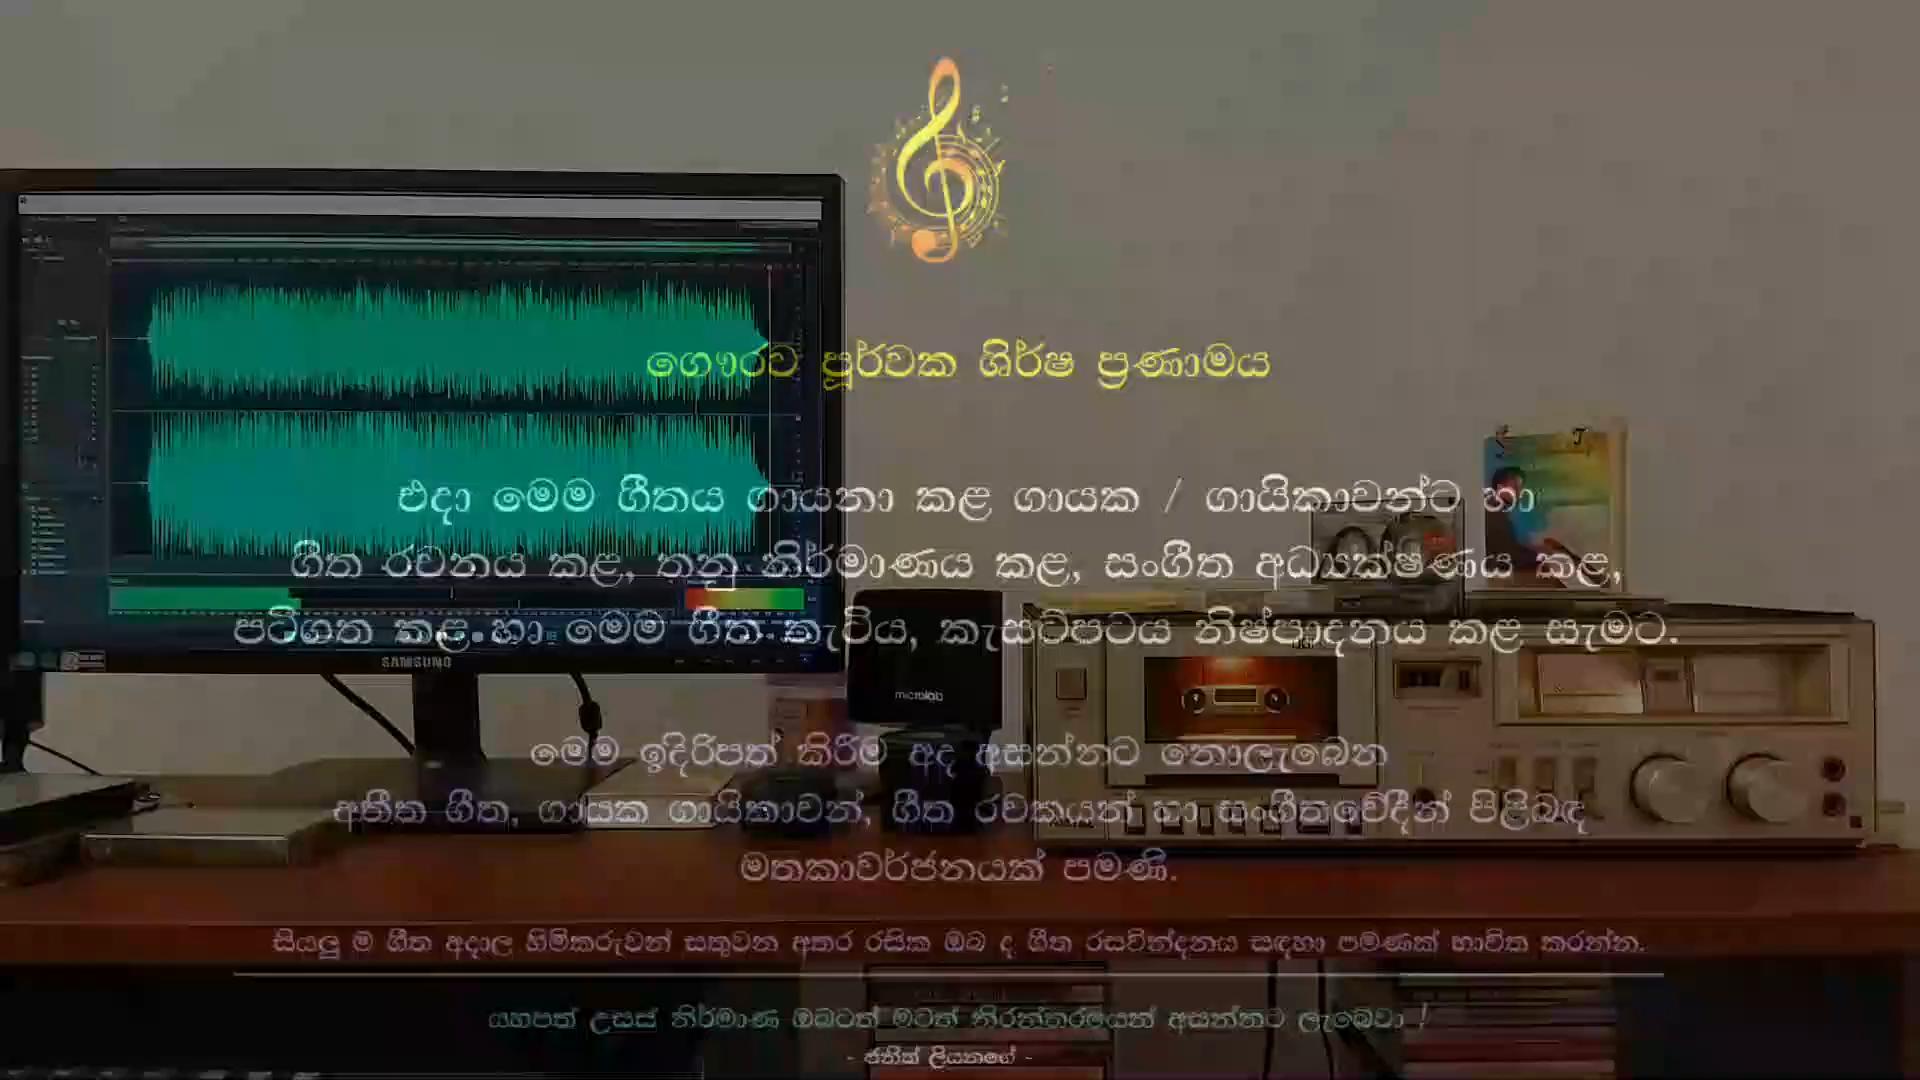 ගෞරව පූර්වක ශිර්ෂ ප්‍රණාමය
එදා මෙම ගීතය ගායනා කළ ගායක / ගායිකාවන්ට හා
ගීත රචනය කළ, තනු නිර්මාණය කළ, සංගීත අධ්‍යක්ෂණය කළ,
පටිගත කළ හා මෙම ගීත තැටිය, කැසට්පටය නිෂ්පාදනය කළ සැමට.
SAMSUNG
microlab
මෙම ඉදිරිපත් කිරීම අද අසන්නට නොලැබෙන
අතීත ගීත, ගායක ගායිකාවන්, ගීත රචකයන් හා සංගීතවේදීන් පිළිබඳ
මතකාවර්ජනයක් පමණි.
සියලු ම ගීත අදාල හිමිකරුවන් සතුවන අතර රසික ඔබ ද ගීත රසවින්දනය සඳහා පමණක් භාවිත කරන්න.
යහපත් උසස් නිර්මාණ ඔබටත් මටත් නිරන්තරයෙන් අසන්නට ලැබේවා !
- ජනිත් ලියනගේ -